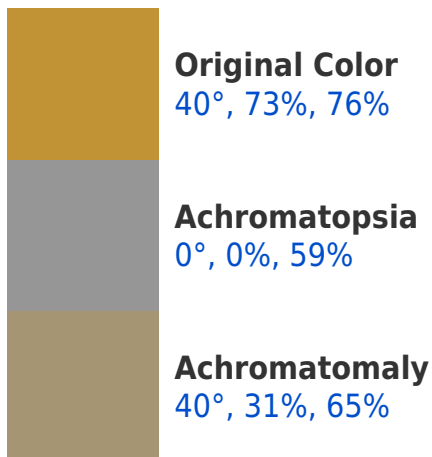 Original Color
40°, 73%, 76%
Achromatopsia
0°, 0%, 59%
Achromatomaly
40°, 31%, 65%